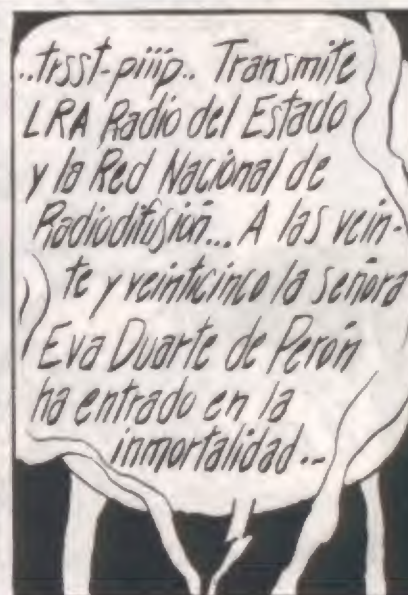 ..trsst-piiip.. Transmite
LRA Radio del Estado
y la Red Nacional de
Radiodifusión... A las vein-
te y veinticinco la señora
Eva Duarte de Perón
ha entrado en la
inmortalidad...